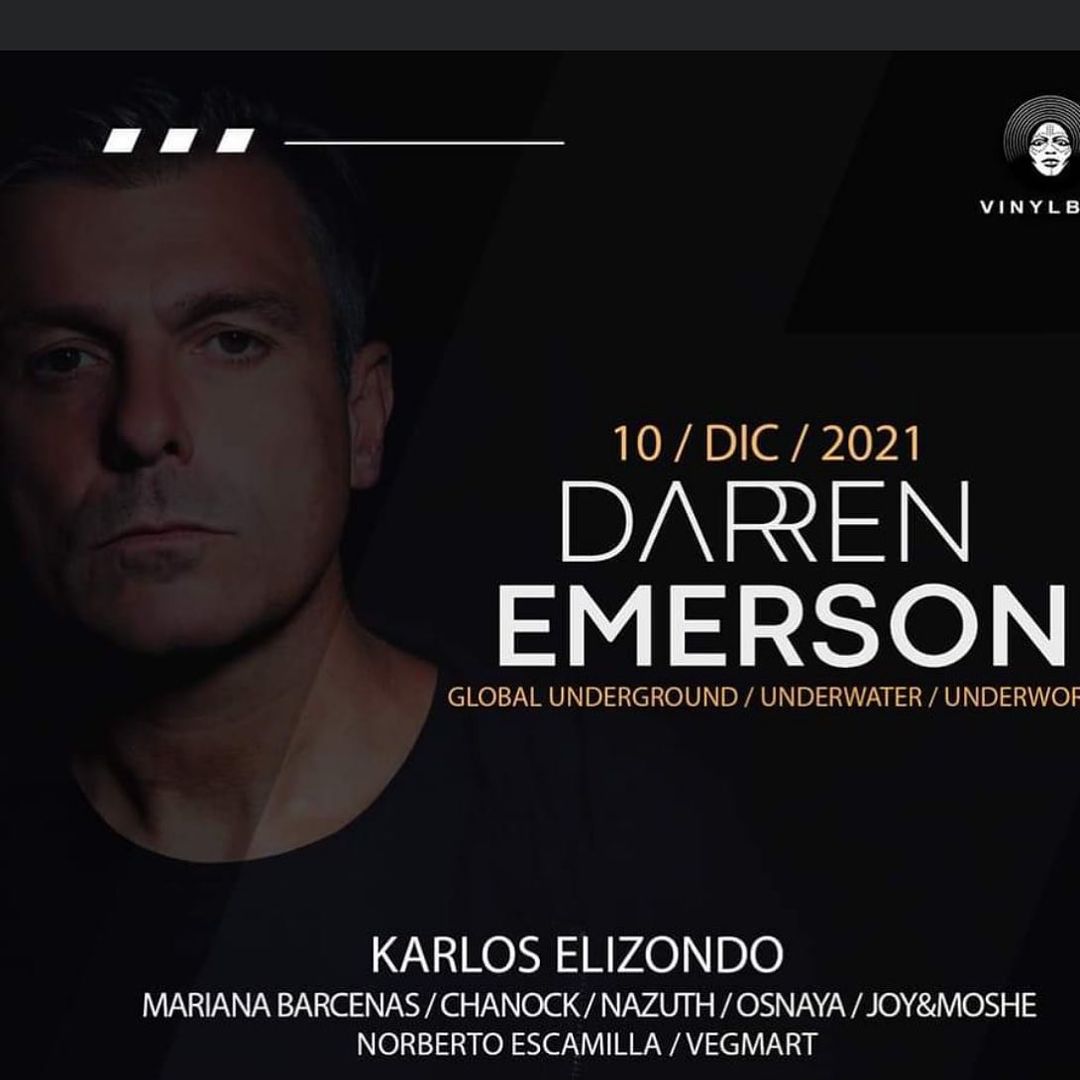 VINYLB
10 / DIC / 2021
DARREN
EMERSON
GLOBAL UNDERGROUND / UNDERWATER / UNDERWOR
KARLOS ELIZONDO
MARIANA BARCENAS / CHANOCK / NAZUTH / OSNAYA / JOY&MOSHE
NORBERTO ESCAMILLA / VEGMART